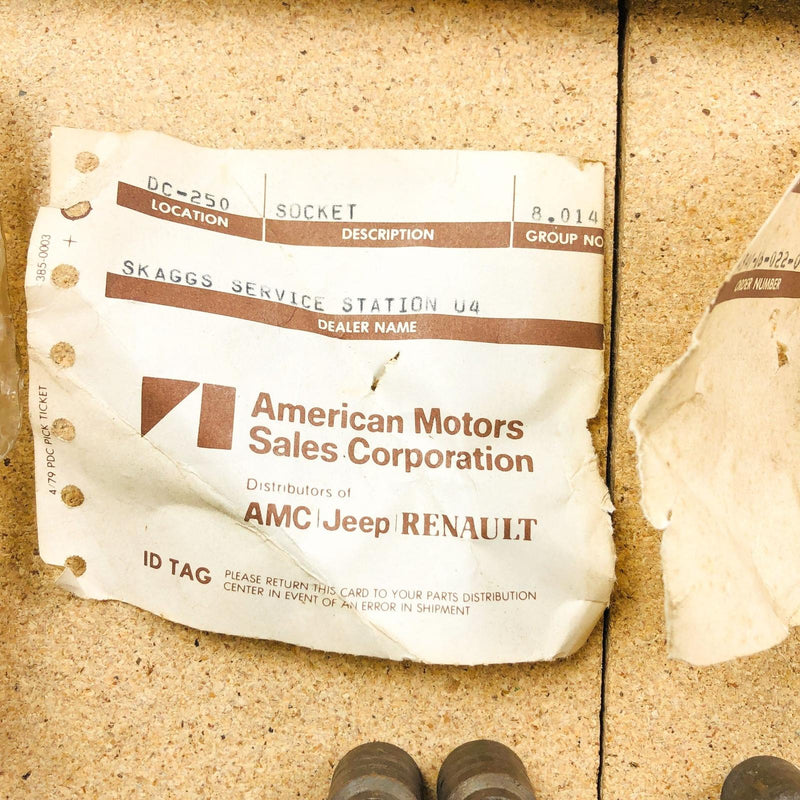 DC-250
LOCATION
SOCKET
DESCRIPTION
8.014
GROUP NO
385-0003
SKAGGS SERVICE STATION U4
DEALER NAME
American Motors
Sales Corporation
Distributors of
AMC | Jeep | RENAULT
ID TAG
PLEASE RETURN THIS CARD TO YOUR PARTS DISTRIBUTION
CENTER IN EVENT OF AN ERROR IN SHIPMENT
4/79 PDC PICK TICKET
ORDER NUMBER